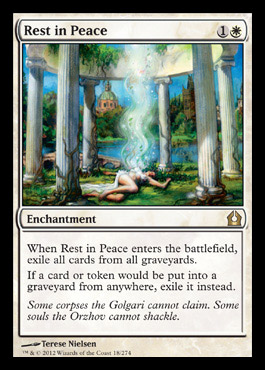 Rest in Peace 1
Enchantment
When Rest in Peace enters the battlefield,
exile all cards from all graveyards.
If a card or token would be put into a
graveyard from anywhere, exile it instead.
Some corpses the Golgari cannot claim. Some
souls the Orzhov cannot shackle.
Terese Nielsen
™ & © 2012 Wizards of the Coast 18/274